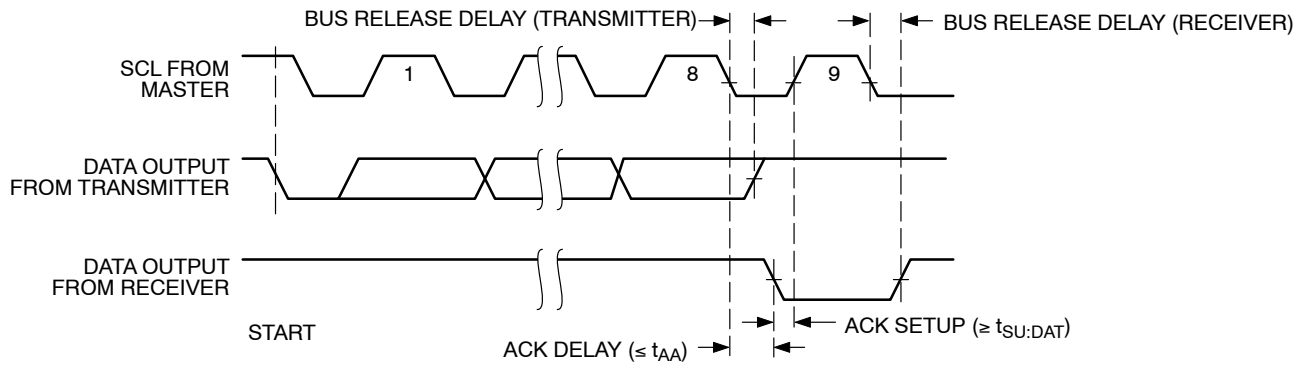 BUS RELEASE DELAY (TRANSMITTER)
BUS RELEASE DELAY (RECEIVER)
SCL FROM
MASTER
1
8
9
DATA OUTPUT
FROM TRANSMITTER
DATA OUTPUT
FROM RECEIVER
START
ACK SETUP (≥ tSU:DAT)
ACK DELAY (≤ tAA)